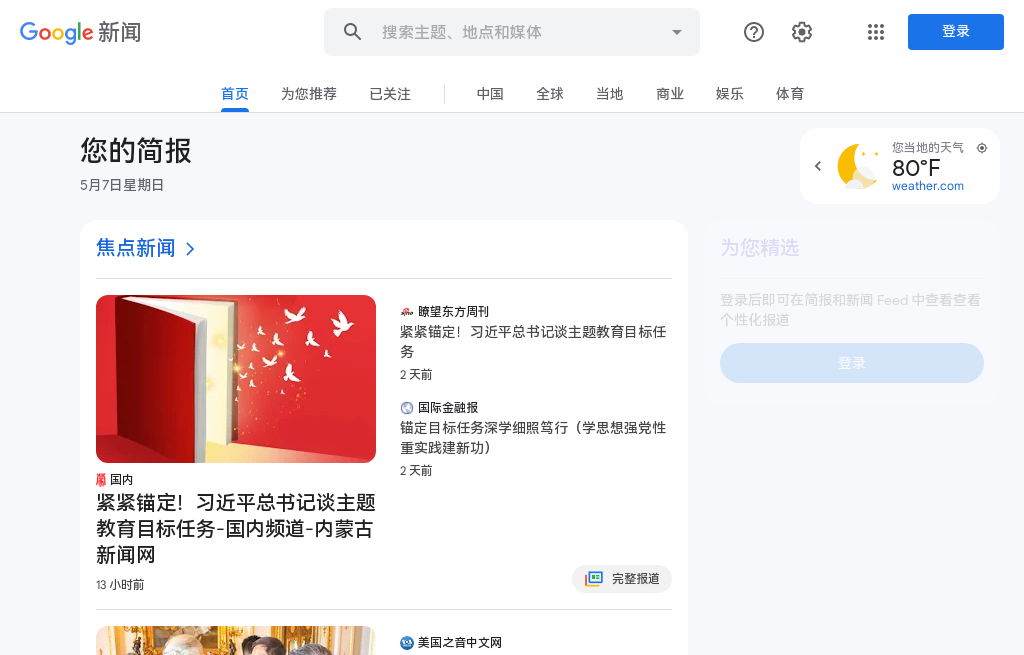 Google 新闻
搜索主题、地点和媒体
登录
首页
为您推荐
已关注
中国
全球
当地
商业
娱乐
体育
您的简报
5月7日星期日
您当地的天气
80°F
weather.com
焦点新闻
国内
紧紧锚定！习近平总书记谈主题
教育目标任务-国内频道-内蒙古
新闻网
13 小时前
瞭望东方周刊
紧紧锚定！习近平总书记谈主题教育目标任
务
2 天前
国际金融报
锚定目标任务深学细照笃行（学思想强党性
重实践建新功）
2 天前
完整报道
美国之音中文网
为您精选
登录后即可在简报和新闻 Feed 中查看查看
个性化报道
登录